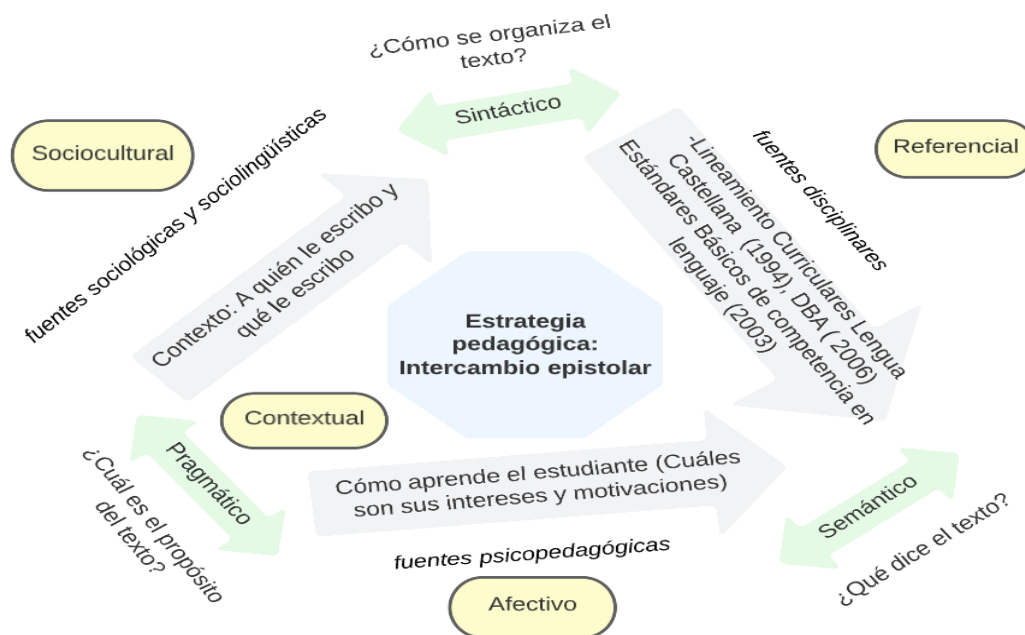 ¿Cómo se organiza el
texto?
Sintáctico
Sociocultural
Referencial
fuentes sociológicas y sociolingüísticas
fuentes disciplinares
Contexto: A quién le escribo y
qué le escribo
-Lineamiento Curriculares Lengua
Castellana (1994), DBA ( 2006)
Estándares Básicos de competencia en
lenguaje (2003)
Estrategia
pedagógica:
Intercambio epistolar
Contextual
Pragmático
¿Cuál es el propósito
del texto?
Cómo aprende el estudiante (Cuáles
son sus intereses y motivaciones)
Semántico
¿Qué dice el texto?
fuentes psicopedagógicas
Afectivo